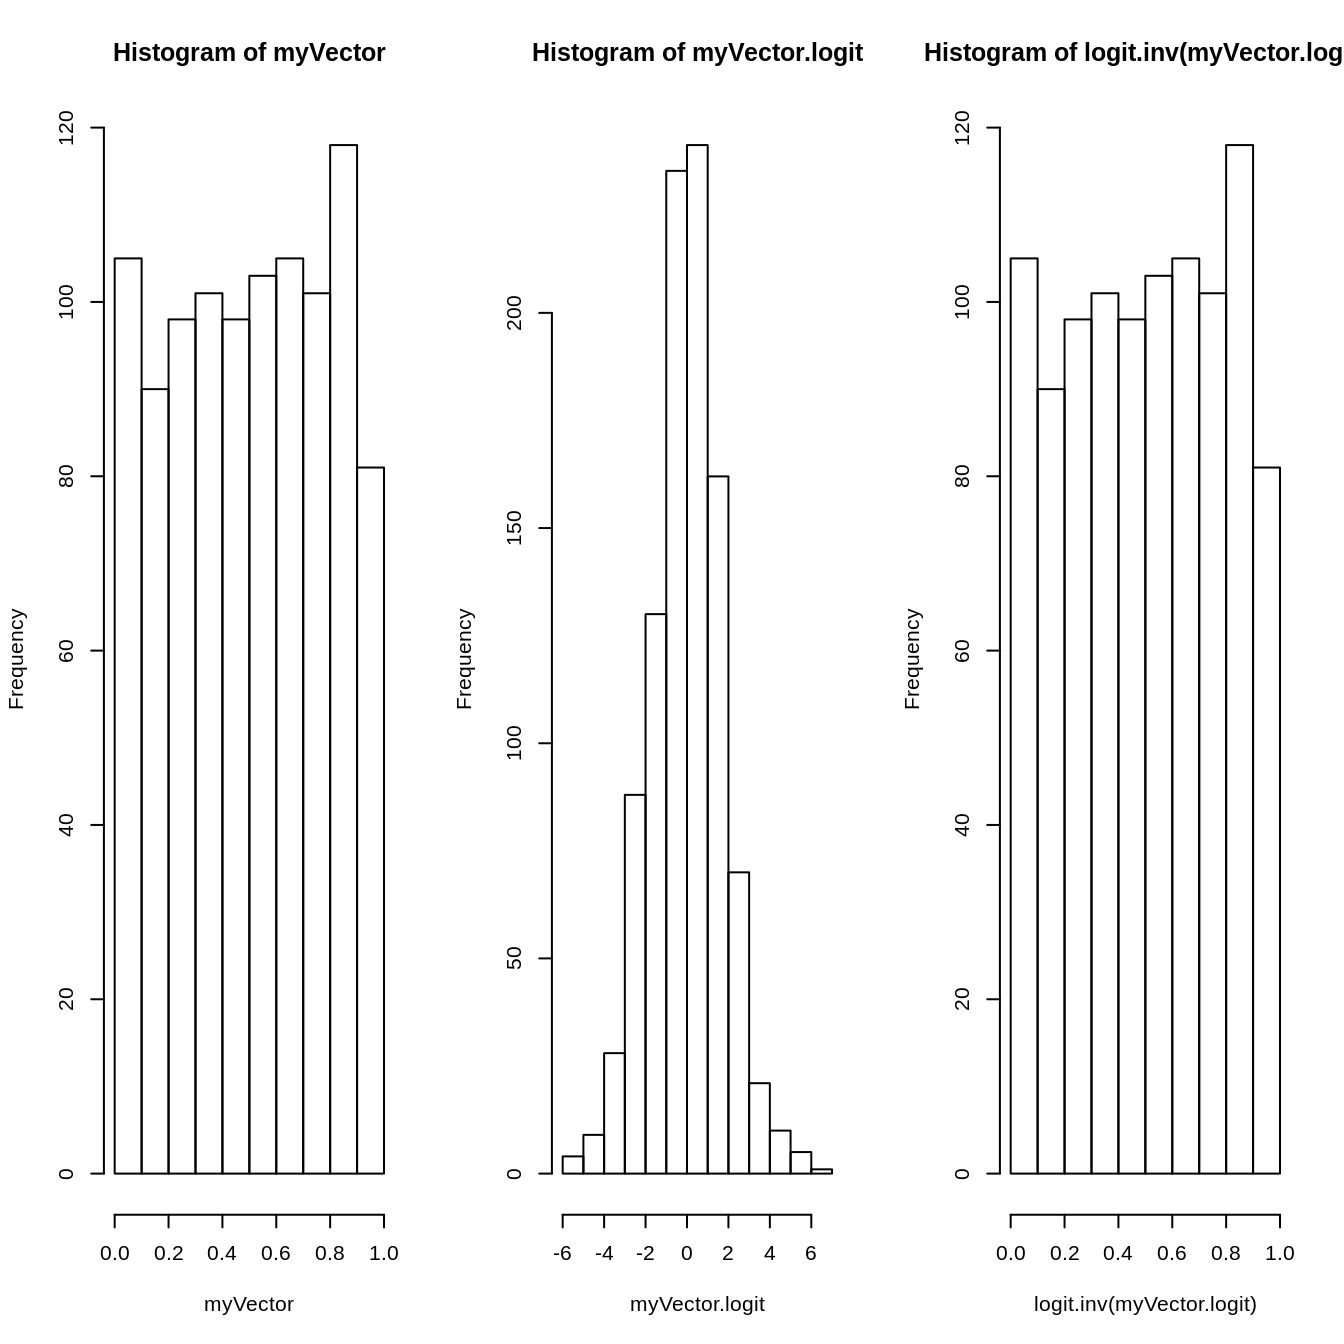 Histogram of myVector
Frequency
120
100
80
60
40
20
0
0.0 0.2 0.4 0.6 0.8 1.0
myVector
Histogram of myVector.logit
Frequency
200
150
100
50
0
-6 -4 -2 0 2 4 6
myVector.logit
Histogram of logit.inv(myVector.log
Frequency
120
100
80
60
40
20
0
0.0 0.2 0.4 0.6 0.8 1.0
logit.inv(myVector.logit)